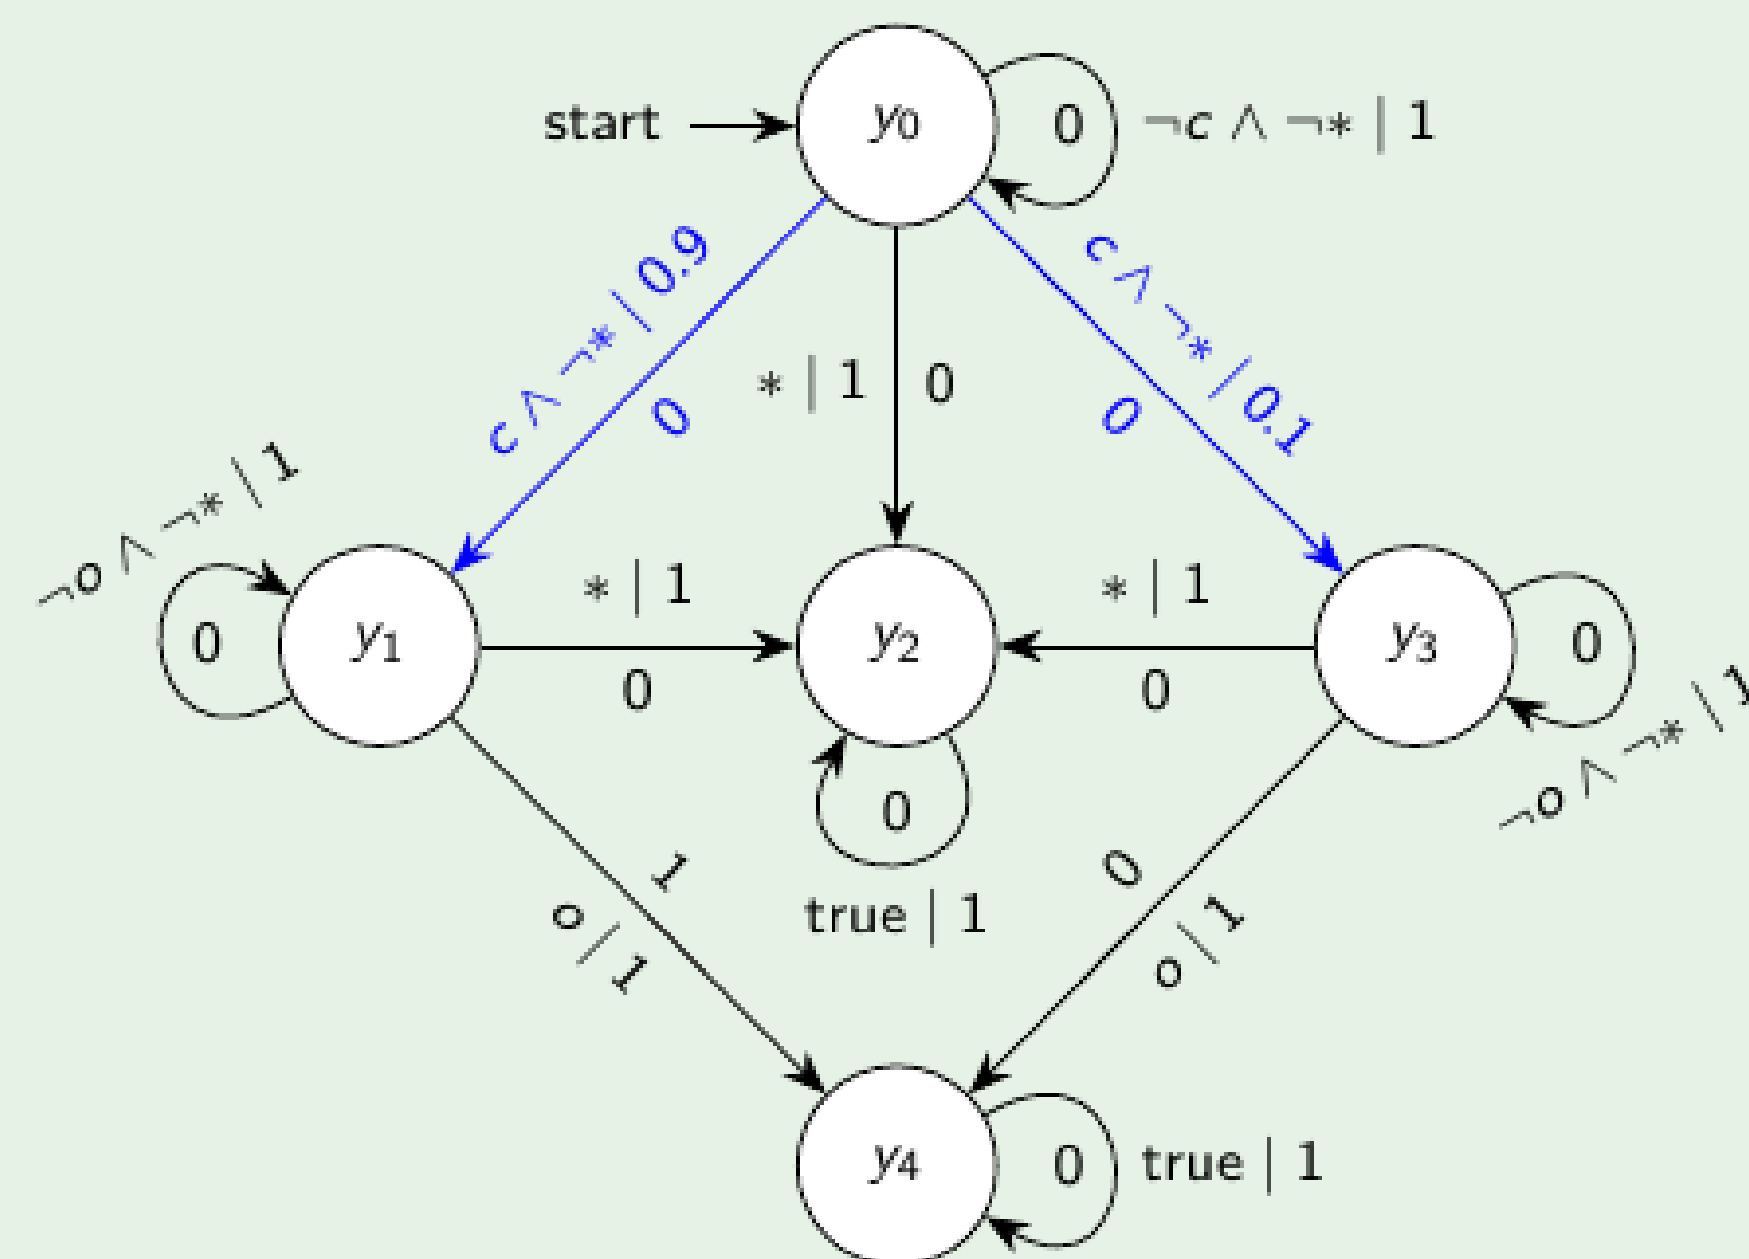 start
y0
0
¬c ∧ ¬* | 1
c ∧ ¬* | 0.9
0
* | 1
0
c ∧ ¬* | 0.1
0
¬o ∧ ¬* | 1
0
y1
* | 1
0
y2
* | 1
0
y3
0
¬o ∧ ¬* | 1
0
true | 1
1
o | 1
0
o | 1
y4
0
true | 1